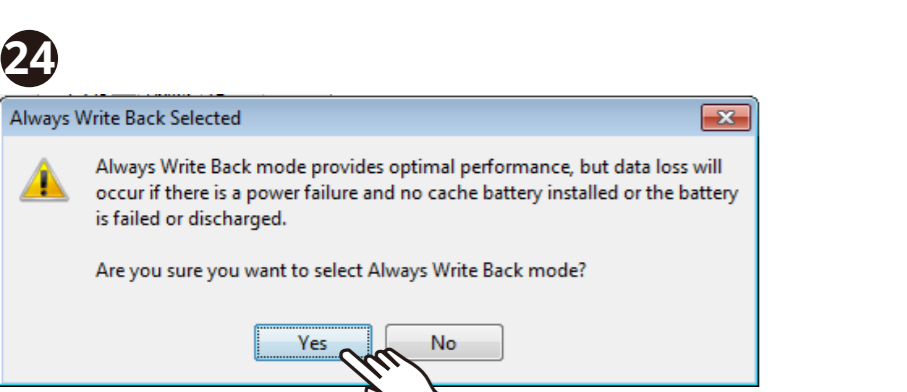 24
Always Write Back Selected
Always Write Back mode provides optimal performance, but data loss will
occur if there is a power failure and no cache battery installed or the battery
is failed or discharged.
Are you sure you want to select Always Write Back mode?
Yes
No